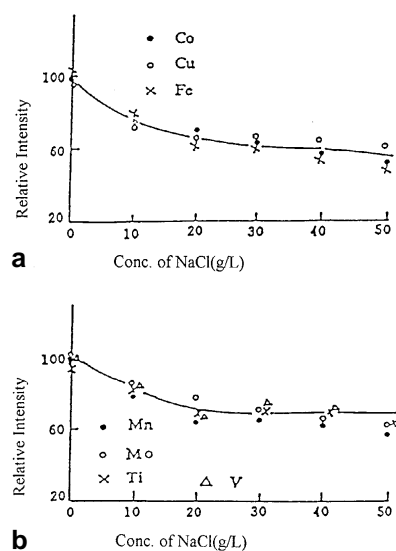 Co
Cu
Fe
Relative Intensity
100
60
20
0 10 20 30 40 50
a Conc. of NaCl(g/L)
Relative Intensity
100
60
20
Mn
Mo
Ti V
0 10 20 30 40 50
b Conc. of NaCl(g/L)